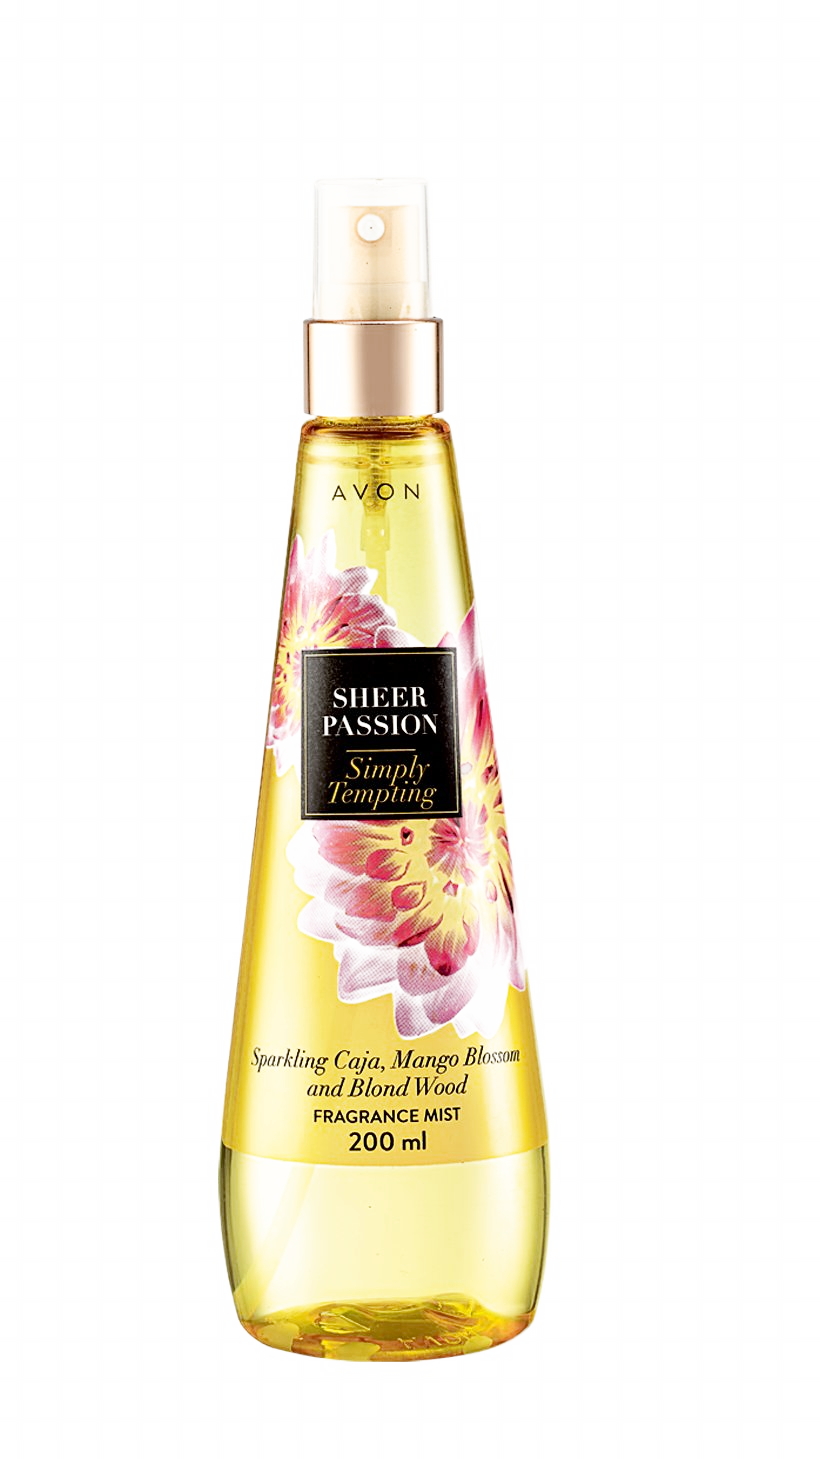 AVON
SHEER
PASSION
Simply
Tempting
Sparkling Caja, Mango Blossom
and Blond Wood
FRAGRANCE MIST
200 ml